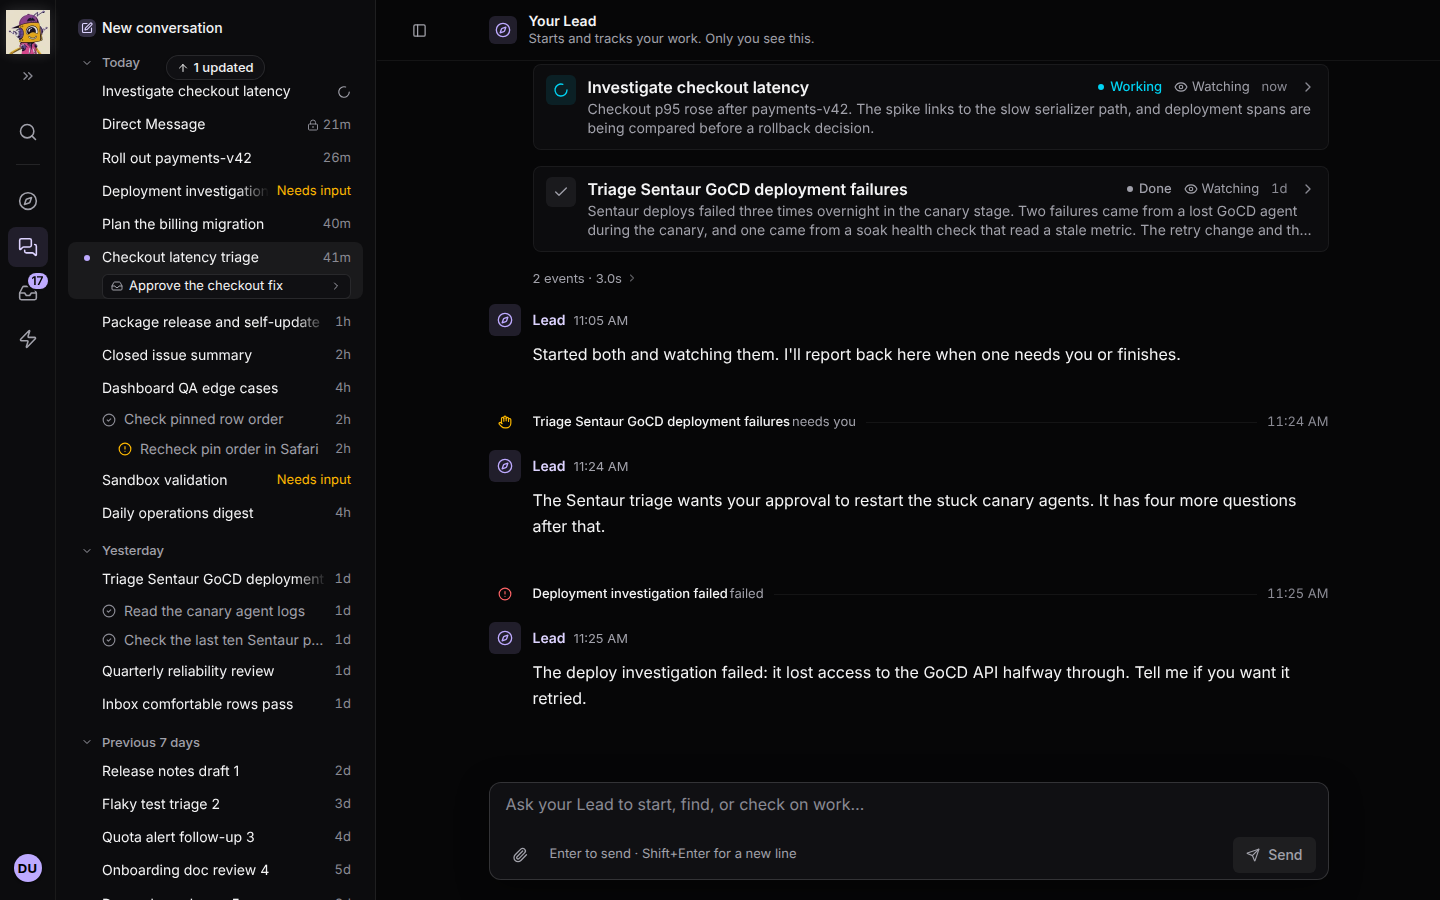 New conversation
Today
1 updated
Investigate checkout latency
Direct Message 21m
Roll out payments-v42 26m
Deployment investigation Needs input
Plan the billing migration 40m
Checkout latency triage 41m
Approve the checkout fix
17
Package release and self-update 1h
Closed issue summary 2h
Dashboard QA edge cases 4h
Check pinned row order 2h
Recheck pin order in Safari 2h
Sandbox validation Needs input
Daily operations digest 4h
Yesterday
Triage Sentaur GoCD deployment 1d
Read the canary agent logs 1d
Check the last ten Sentaur p... 1d
Quarterly reliability review 1d
Inbox comfortable rows pass 1d
Previous 7 days
Release notes draft 1 2d
Flaky test triage 2 3d
Quota alert follow-up 3 4d
Onboarding doc review 4 5d
DU
Your Lead
Starts and tracks your work. Only you see this.
Investigate checkout latency Working Watching now
Checkout p95 rose after payments-v42. The spike links to the slow serializer path, and deployment spans are
being compared before a rollback decision.
Triage Sentaur GoCD deployment failures Done Watching 1d
Sentaur deploys failed three times overnight in the canary stage. Two failures came from a lost GoCD agent
during the canary, and one came from a soak health check that read a stale metric. The retry change and th...
2 events · 3.0s
Lead 11:05 AM
Started both and watching them. I'll report back here when one needs you or finishes.
Triage Sentaur GoCD deployment failures needs you 11:24 AM
Lead 11:24 AM
The Sentaur triage wants your approval to restart the stuck canary agents. It has four more questions
after that.
Deployment investigation failed failed 11:25 AM
Lead 11:25 AM
The deploy investigation failed: it lost access to the GoCD API halfway through. Tell me if you want it
retried.
Ask your Lead to start, find, or check on work...
Enter to send · Shift+Enter for a new line
Send